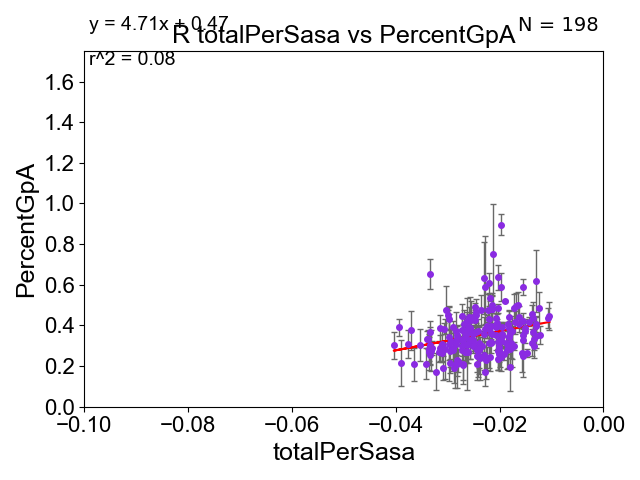 y = 4.71x + 0.47
N = 198
R totalPerSasa vs PercentGpA
r^2 = 0.08
PercentGpA
1.6
1.4
1.2
1.0
0.8
0.6
0.4
0.2
0.0
−0.10
−0.08
−0.06
−0.04
−0.02
0.00
totalPerSasa